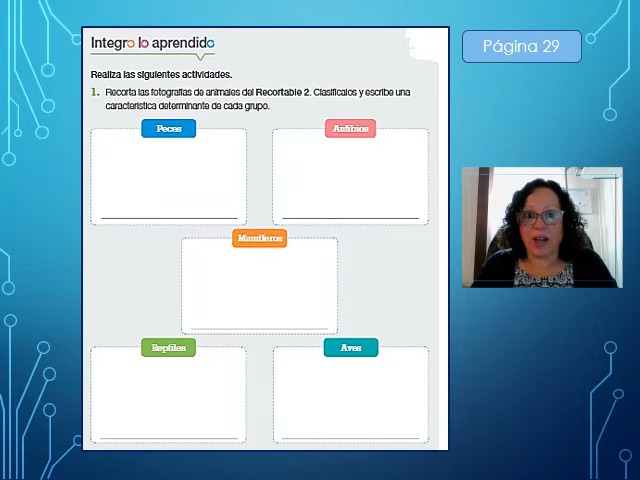 Integro lo aprendido
Página 29
Realiza las siguientes actividades.
1. Recorta las fotografías de animales del Recortable 2. Clasifícalos y escribe una
característica determinante de cada grupo.
Peces
Anfibios
Mamíferos
Reptiles
Aves